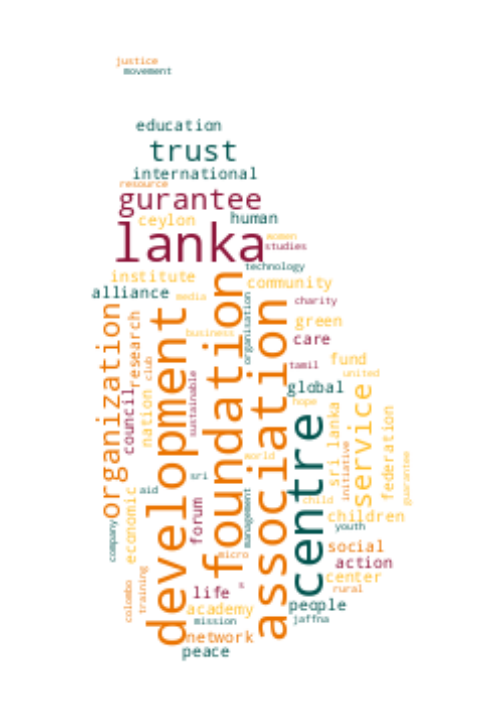 justice
movement
education
trust
international
resource
gurantee
ceylon
human
lanka
women
studies
technology
institute
community
alliance
media
charity
organization
research
development
foundation
organisation
association
business
green
care
club
council
nation
sustainable
tamil
fund
united
global
hope
centre
sri lanka
service
federation
initiative
guarantee
world
sri
aid
economic
company
forum
management
child
children
youth
micro
social
action
center
rural
colombo
training
life
s
academy
people
mission
jaffna
network
peace